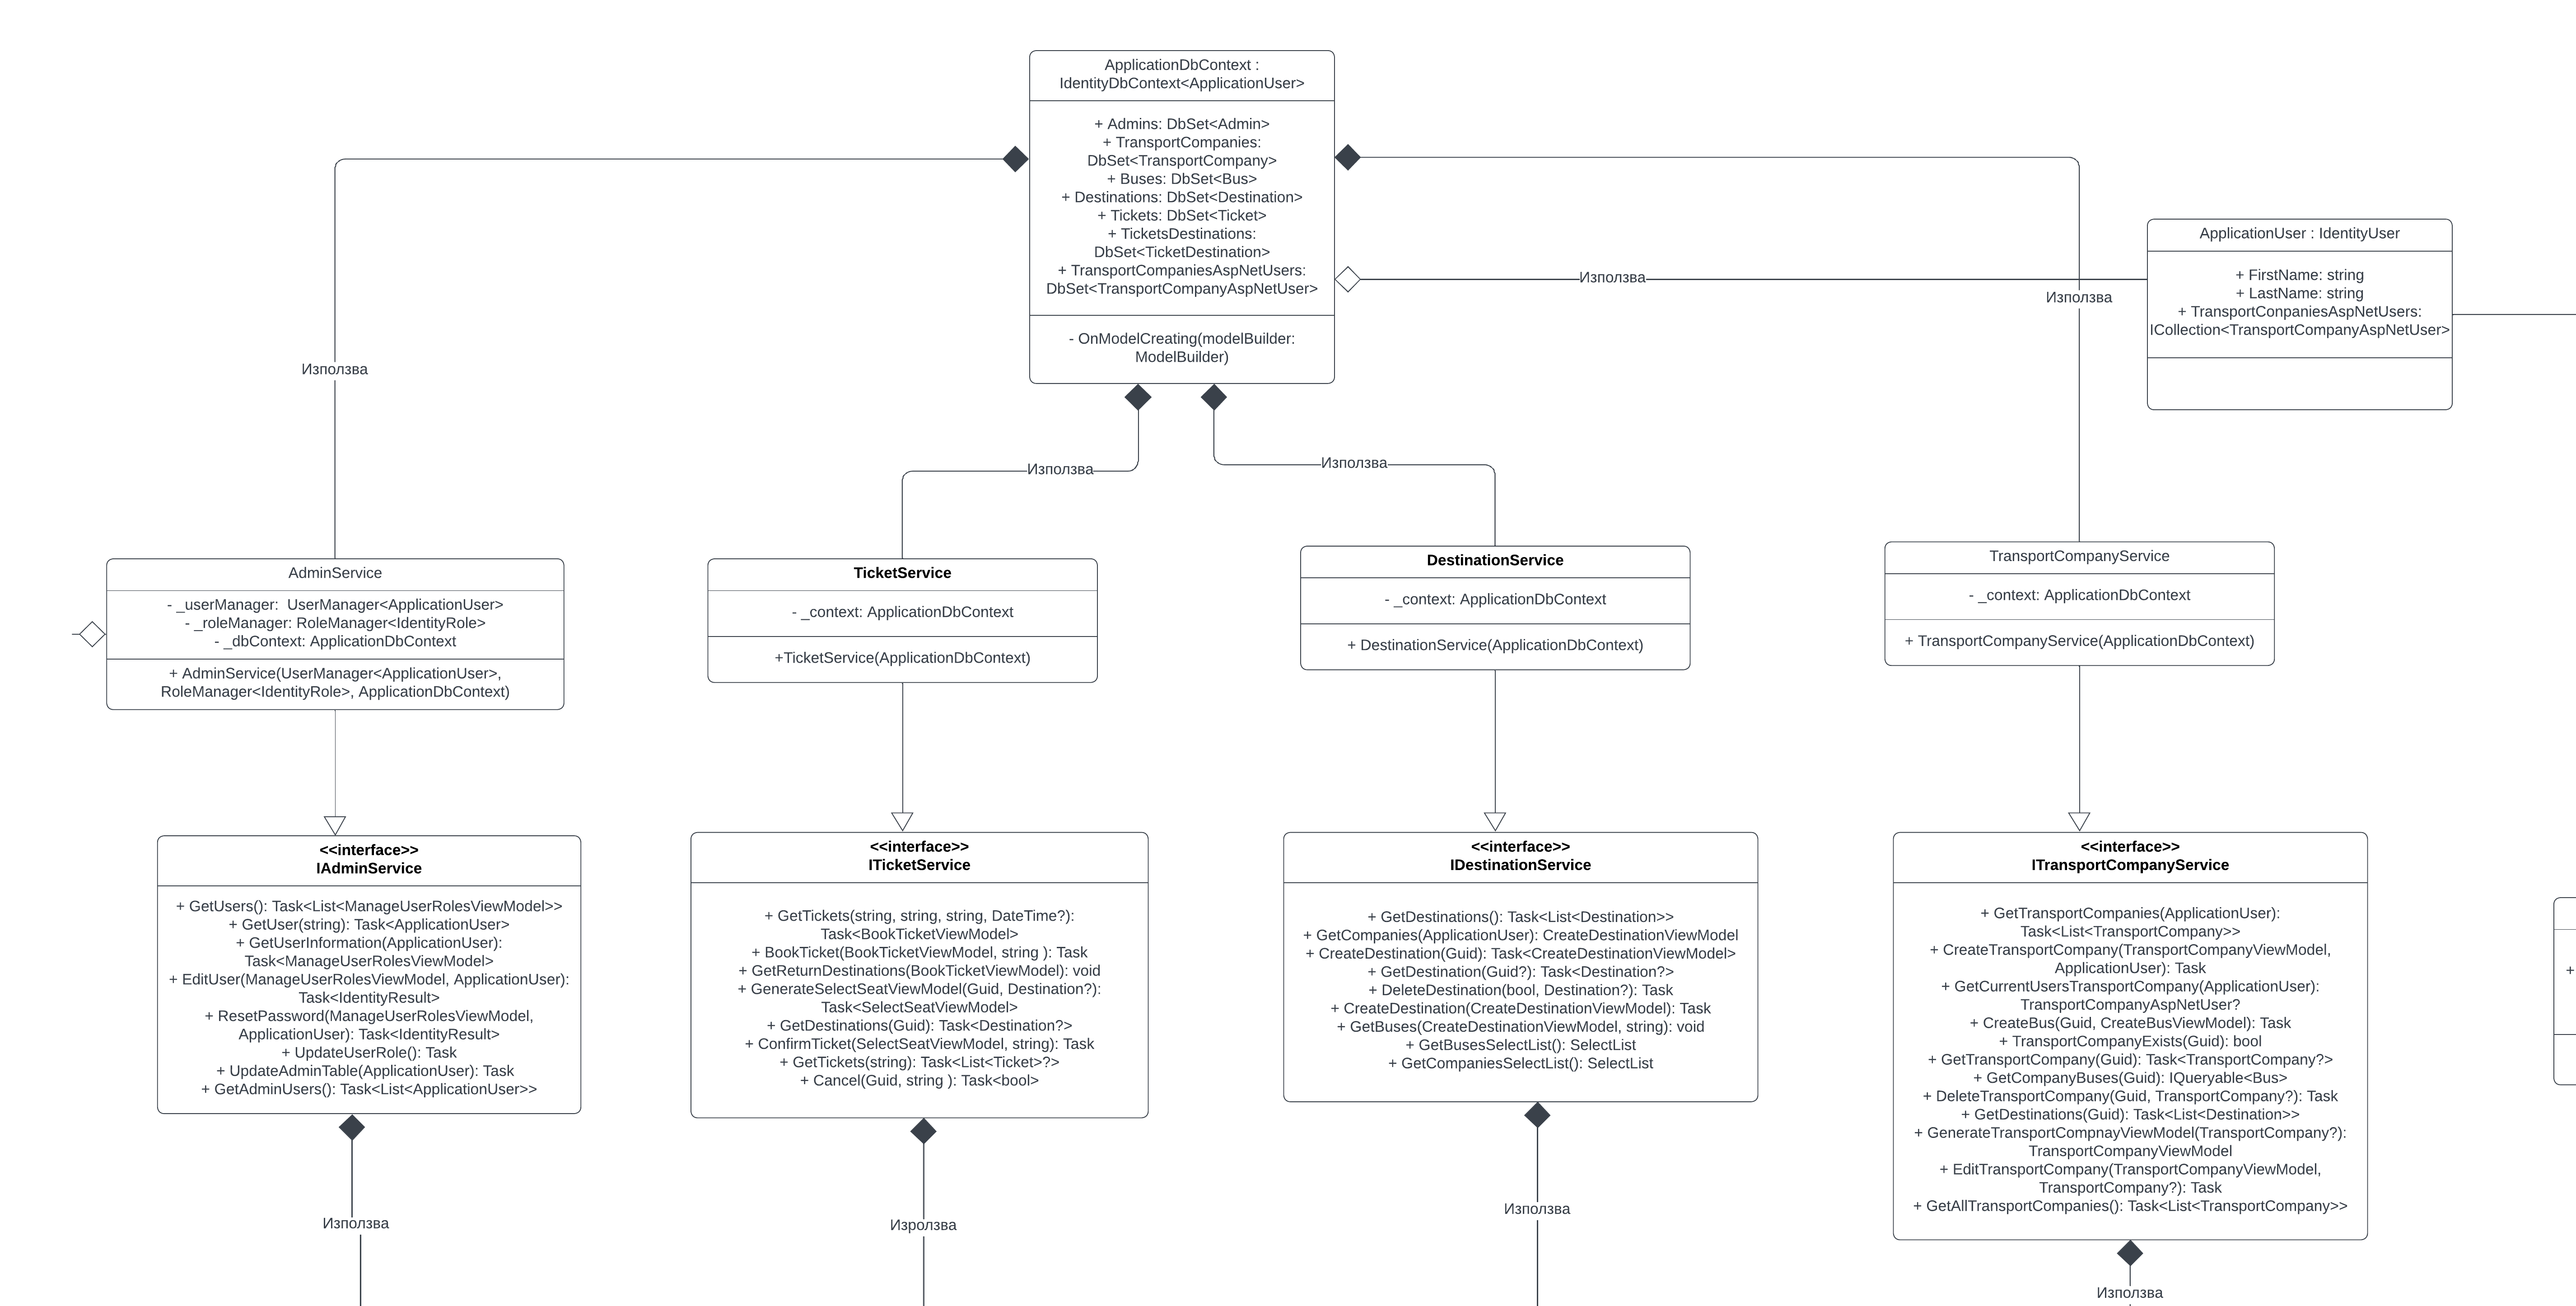 ApplicationDbContext :
IdentityDbContext<ApplicationUser>
+ Admins: DbSet<Admin>
+ TransportCompanies:
DbSet<TransportCompany>
+ Buses: DbSet<Bus>
+ Destinations: DbSet<Destination>
+ Tickets: DbSet<Ticket>
+ TicketsDestinations:
DbSet<TicketDestination>
+ TransportCompaniesAspNetUsers:
DbSet<TransportCompanyAspNetUser>
- OnModelCreating(modelBuilder:
ModelBuilder)
ApplicationUser : IdentityUser
+ FirstName: string
+ LastName: string
+ TransportConpaniesAspNetUsers:
ICollection<TransportCompanyAspNetUser>
Използва
Използва
Използва
Използва
Използва
AdminService
- _userManager:  UserManager<ApplicationUser>
- _roleManager: RoleManager<IdentityRole>
- _dbContext: ApplicationDbContext
+ AdminService(UserManager<ApplicationUser>,
RoleManager<IdentityRole>, ApplicationDbContext)
TicketService
- _context: ApplicationDbContext
+TicketService(ApplicationDbContext)
DestinationService
- _context: ApplicationDbContext
+ DestinationService(ApplicationDbContext)
TransportCompanyService
- _context: ApplicationDbContext
+ TransportCompanyService(ApplicationDbContext)
<<interface>>
IAdminService
+ GetUsers(): Task<List<ManageUserRolesViewModel>>
+ GetUser(string): Task<ApplicationUser>
+ GetUserInformation(ApplicationUser):
Task<ManageUserRolesViewModel>
+ EditUser(ManageUserRolesViewModel, ApplicationUser):
Task<IdentityResult>
+ ResetPassword(ManageUserRolesViewModel,
ApplicationUser): Task<IdentityResult>
+ UpdateUserRole(): Task
+ UpdateAdminTable(ApplicationUser): Task
+ GetAdminUsers(): Task<List<ApplicationUser>>
<<interface>>
ITicketService
+ GetTickets(string, string, string, DateTime?):
Task<BookTicketViewModel>
+ BookTicket(BookTicketViewModel, string ): Task
+ GetReturnDestinations(BookTicketViewModel): void
+ GenerateSelectSeatViewModel(Guid, Destination?):
Task<SelectSeatViewModel>
+ GetDestinations(Guid): Task<Destination?>
+ ConfirmTicket(SelectSeatViewModel, string): Task
+ GetTickets(string): Task<List<Ticket>?>
+ Cancel(Guid, string ): Task<bool>
<<interface>>
IDestinationService
+ GetDestinations(): Task<List<Destination>>
+ GetCompanies(ApplicationUser): CreateDestinationViewModel
+ CreateDestination(Guid): Task<CreateDestinationViewModel>
+ GetDestination(Guid?): Task<Destination?>
+ DeleteDestination(bool, Destination?): Task
+ CreateDestination(CreateDestinationViewModel): Task
+ GetBuses(CreateDestinationViewModel, string): void
+ GetBusesSelectList(): SelectList
+ GetCompaniesSelectList(): SelectList
<<interface>>
ITransportCompanyService
+ GetTransportCompanies(ApplicationUser):
Task<List<TransportCompany>>
+ CreateTransportCompany(TransportCompanyViewModel,
ApplicationUser): Task
+ GetCurrentUsersTransportCompany(ApplicationUser):
TransportCompanyAspNetUser?
+ CreateBus(Guid, CreateBusViewModel): Task
+ TransportCompanyExists(Guid): bool
+ GetTransportCompany(Guid): Task<TransportCompany?>
+ GetCompanyBuses(Guid): IQueryable<Bus>
+ DeleteTransportCompany(Guid, TransportCompany?): Task
+ GetDestinations(Guid): Task<List<Destination>>
+ GenerateTransportCompnayViewModel(TransportCompany?):
TransportCompanyViewModel
+ EditTransportCompany(TransportCompanyViewModel,
TransportCompany?): Task
+ GetAllTransportCompanies(): Task<List<TransportCompany>>
+
Използва
Изролзва
Използва
Използва